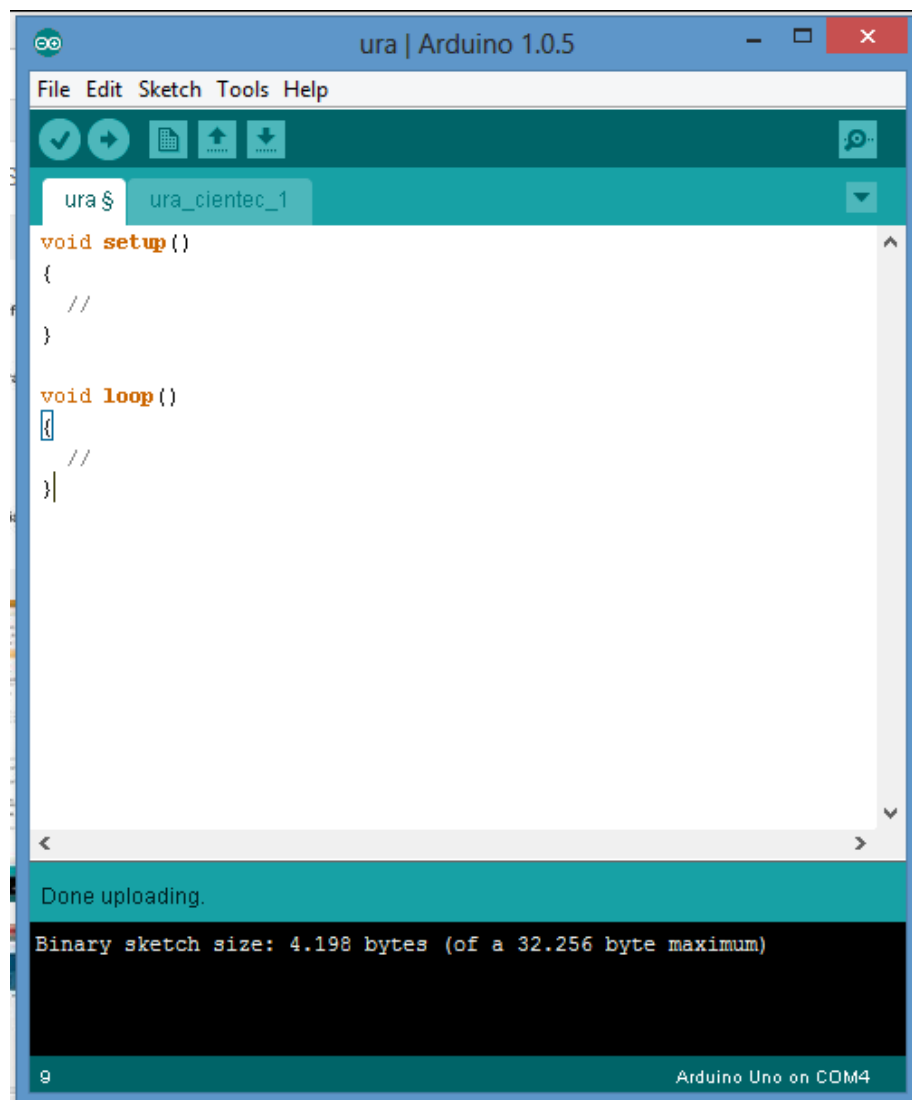 ura | Arduino 1.0.5
File Edit Sketch Tools Help
ura § ura_cientec_1
void setup()
{
  //
}
void loop()
{
  //
}
Done uploading.
Binary sketch size: 4.198 bytes (of a 32.256 byte maximum)
9 Arduino Uno on COM4